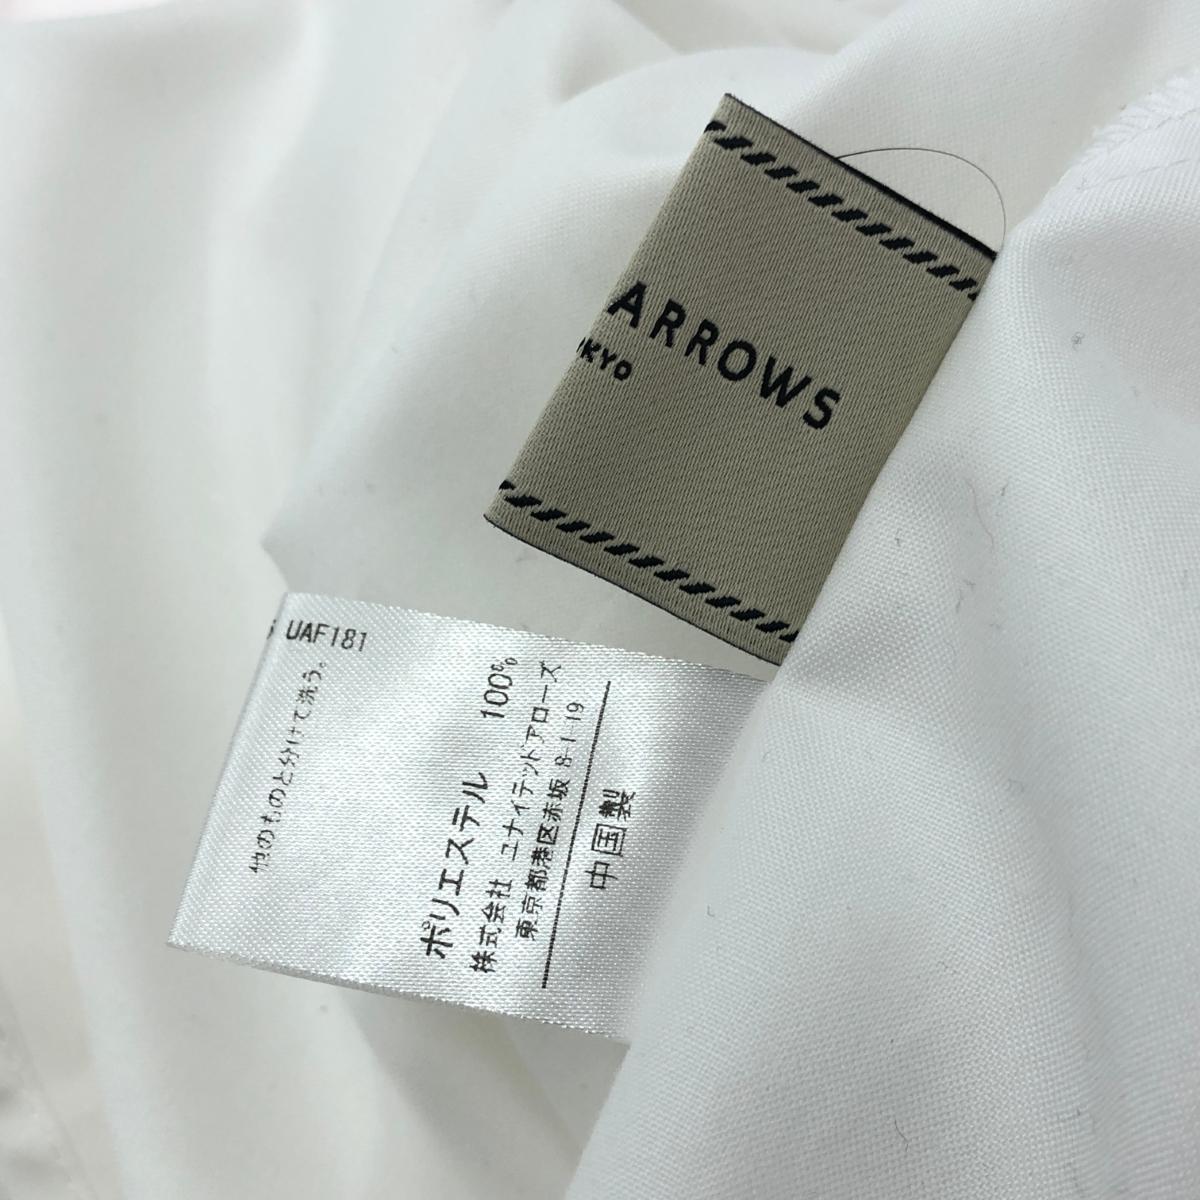 ARROWS
OKYO
UAF181
他のものと分けて洗う。
ポリエステル 100%
株式会社 ユナイテッドアローズ
東京都港区赤坂 8-1-19
中国製